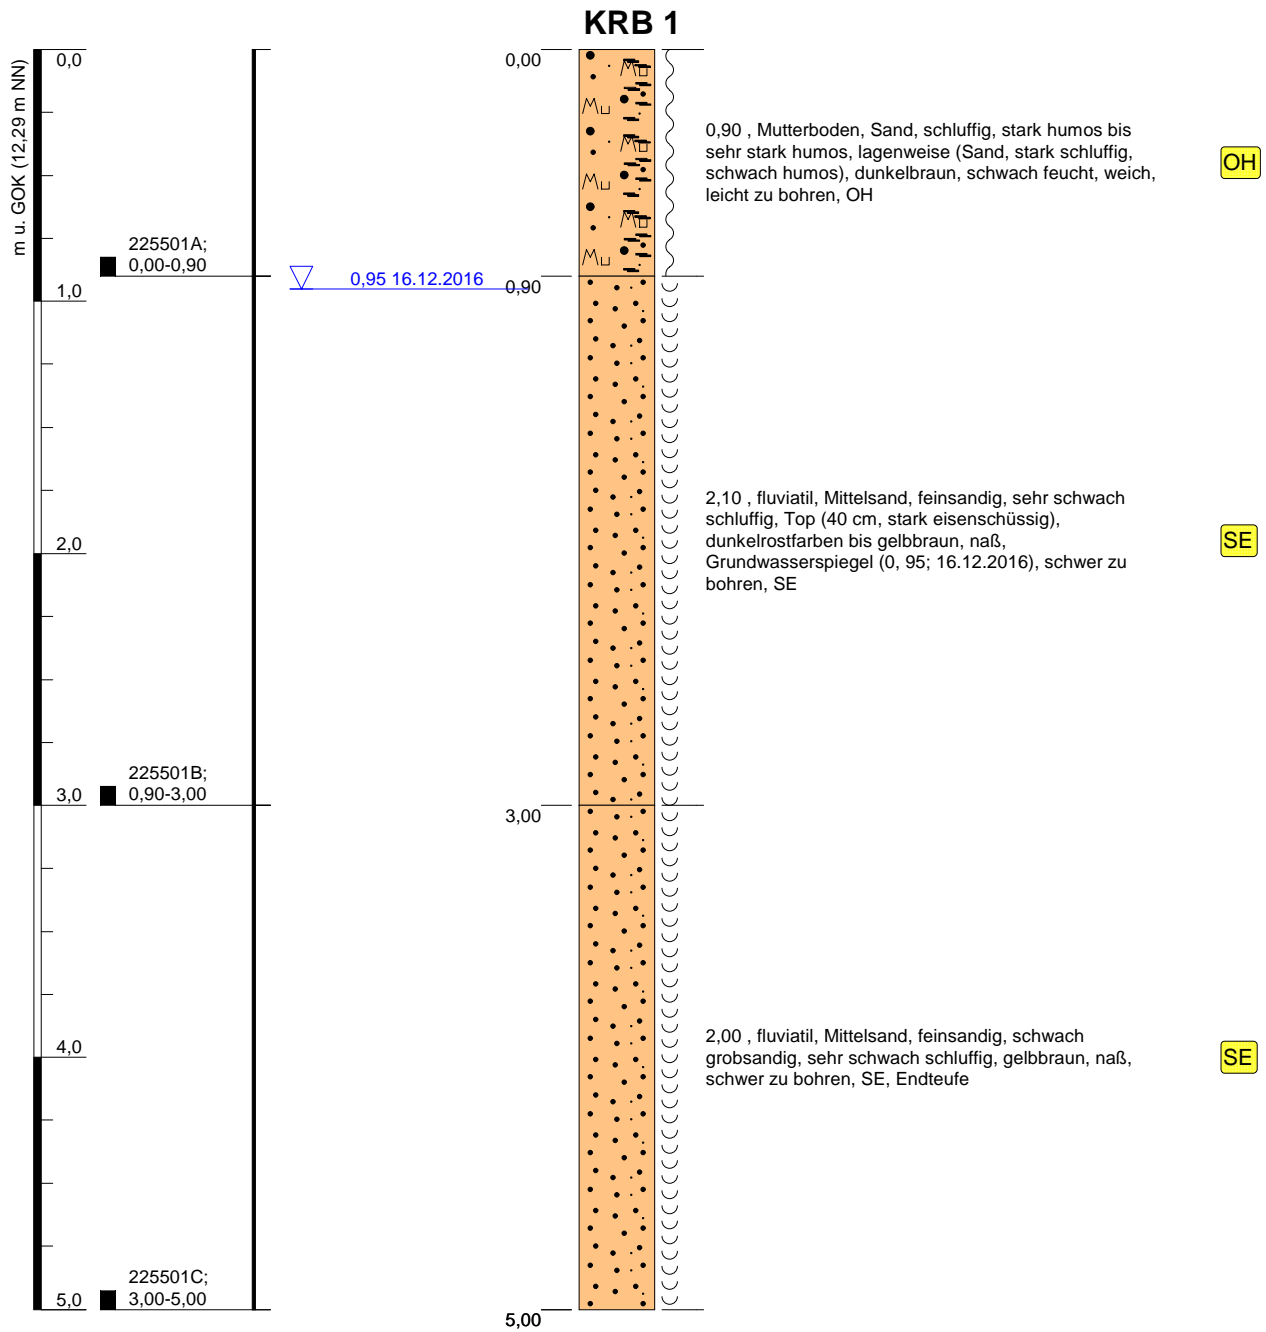 KRB 1
m u. GOK (12,29 m NN)
0,0
0,00
0,90 , Mutterboden, Sand, schluffig, stark humos bis
sehr stark humos, lagenweise (Sand, stark schluffig,
schwach humos), dunkelbraun, schwach feucht, weich,
leicht zu bohren, OH
OH
225501A;
0,00-0,90
0,95 16.12.2016
0,90
1,0
2,10 , fluviatil, Mittelsand, feinsandig, sehr schwach
schluffig, Top (40 cm, stark eisenschüssig),
dunkelrostfarben bis gelbbraun, naß,
Grundwasserspiegel (0, 95; 16.12.2016), schwer zu
bohren, SE
SE
2,0
225501B;
0,90-3,00
3,0
3,00
2,00 , fluviatil, Mittelsand, feinsandig, schwach
grobsandig, sehr schwach schluffig, gelbbraun, naß,
schwer zu bohren, SE, Endteufe
SE
4,0
225501C;
3,00-5,00
5,0
5,00